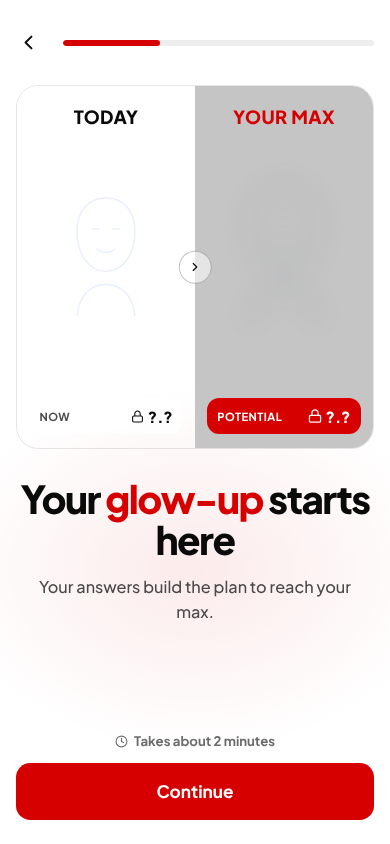 TODAY
YOUR MAX
NOW
?.?
POTENTIAL
?.?
Your glow-up starts
here
Your answers build the plan to reach your
max.
Takes about 2 minutes
Continue